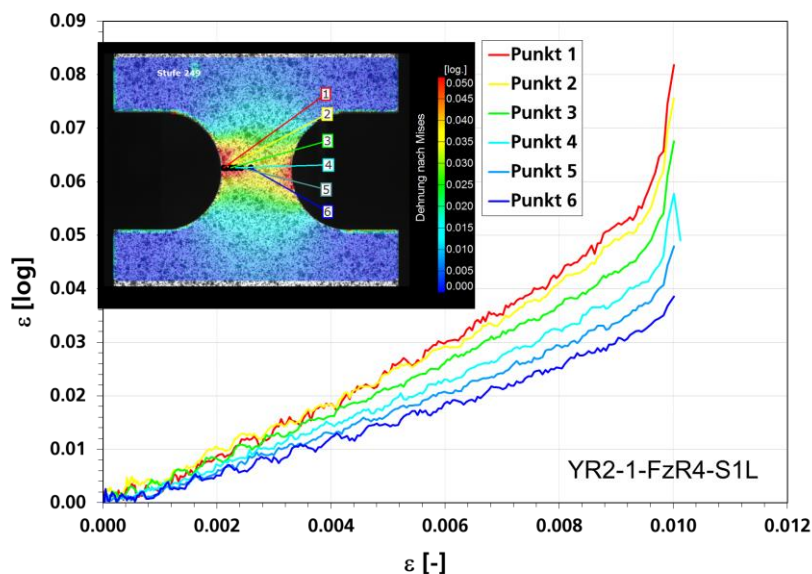 0.09
0.08
0.07
0.06
0.05
0.04
0.03
0.02
0.01
0.00
ε [log]
Stufe 249
1
2
3
4
5
6
[log.]
0.050
0.045
0.040
0.035
0.030
0.025
0.020
0.015
0.010
0.005
0.000
Dehnung nach Mises
Punkt 1
Punkt 2
Punkt 3
Punkt 4
Punkt 5
Punkt 6
YR2-1-FzR4-S1L
0.000 0.002 0.004 0.006 0.008 0.010 0.012
ε [-]